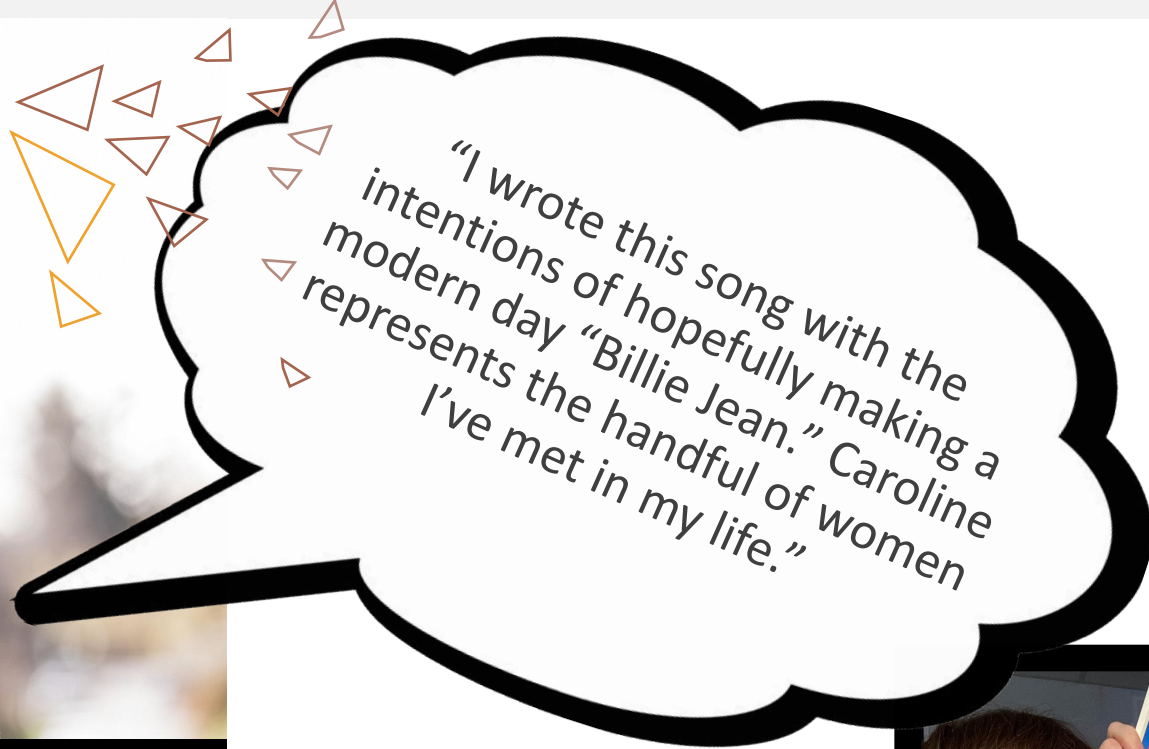 “I wrote this song with the
intentions of hopefully making a
modern day “Billie Jean.” Caroline
represents the handful of women
I’ve met in my life.”